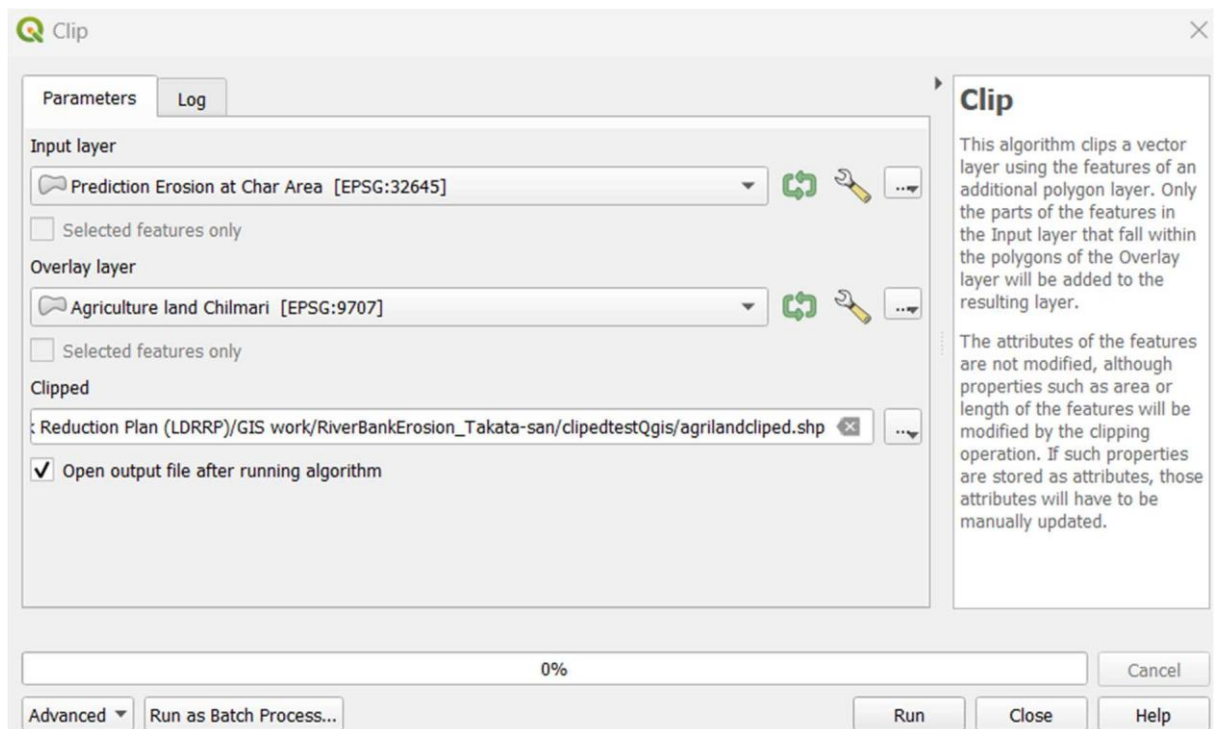 Clip
Parameters Log
Input layer
Prediction Erosion at Char Area [EPSG:32645]
Selected features only
Overlay layer
Agriculture land Chilmari [EPSG:9707]
Selected features only
Clipped
: Reduction Plan (LDRRP)/GIS work/RiverBankErosion_Takata-san/clipedtestQgis/agrilandcliped.shp
Open output file after running algorithm
Clip
This algorithm clips a vector
layer using the features of an
additional polygon layer. Only
the parts of the features in
the Input layer that fall within
the polygons of the Overlay
layer will be added to the
resulting layer.
The attributes of the features
are not modified, although
properties such as area or
length of the features will be
modified by the clipping
operation. If such properties
are stored as attributes, those
attributes will have to be
manually updated.
0%
Cancel
Advanced Run as Batch Process... Run Close Help